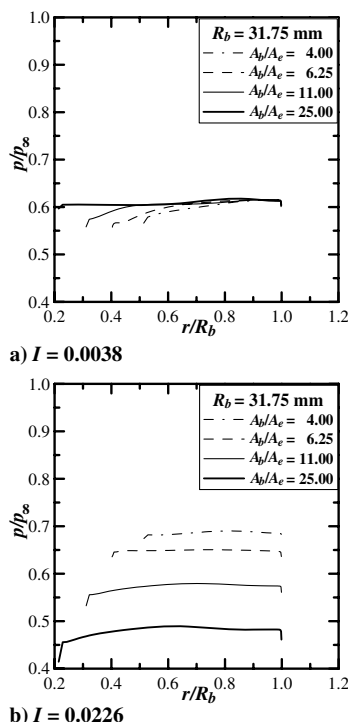 1.0
0.9
0.8
0.7
0.6
0.5
0.4
p/p∞
R_b = 31.75 mm
A_b/A_e = 4.00
A_b/A_e = 6.25
A_b/A_e = 11.00
A_b/A_e = 25.00
0.2 0.4 0.6 0.8 1.0 1.2
r/R_b
a) I = 0.0038
1.0
0.9
0.8
0.7
0.6
0.5
0.4
p/p∞
R_b = 31.75 mm
A_b/A_e = 4.00
A_b/A_e = 6.25
A_b/A_e = 11.00
A_b/A_e = 25.00
0.2 0.4 0.6 0.8 1.0 1.2
r/R_b
b) I = 0.0226